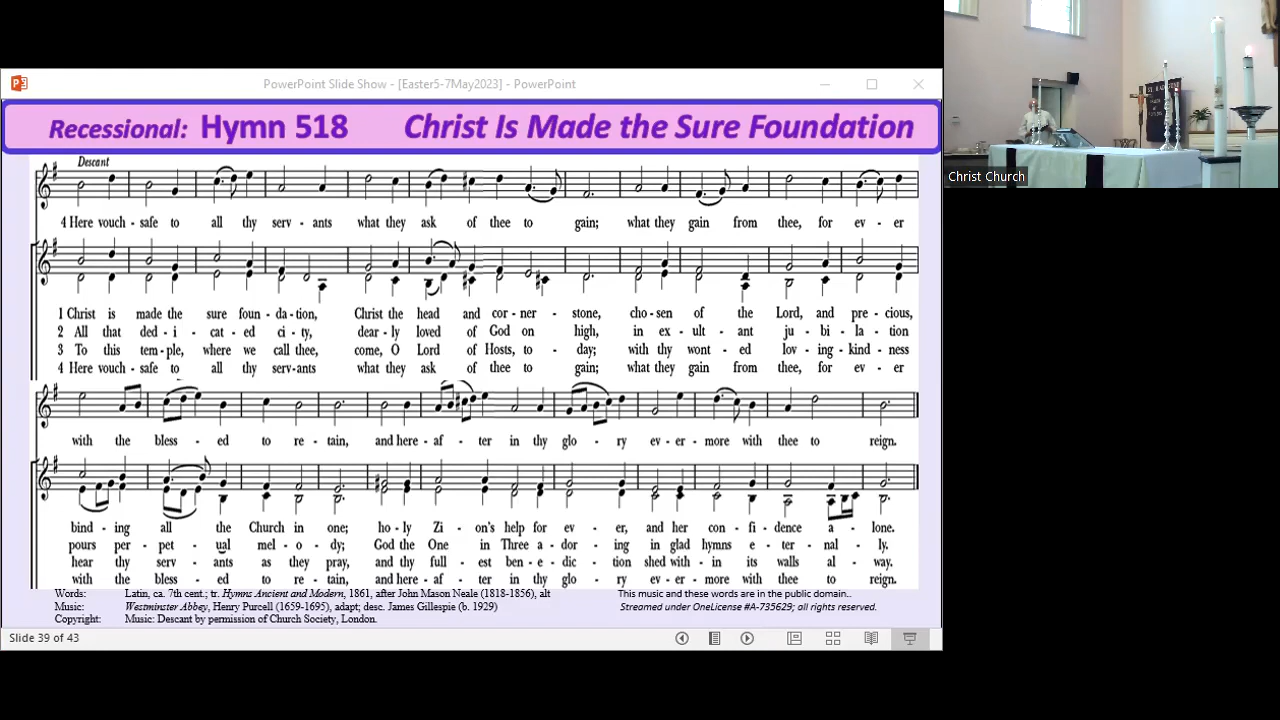 PowerPoint Slide Show - [Easter5-7May2023] - PowerPoint
Recessional: Hymn 518 Christ Is Made the Sure Foundation
Descant
4 Here vouch - safe to all thy serv - ants what they ask of thee to gain; what they gain from thee, for ev - er
1 Christ is made the sure foun - da - tion, Christ the head and cor - ner - stone, cho - sen of the Lord, and pre - cious,
2 All that ded - i - cat - ed ci - ty, dear - ly loved of God on high, in ex - ult - ant ju - bi - la - tion
3 To this tem - ple, where we call thee, come, O Lord of Hosts, to - day; with thy wont - ed lov - ing - kind - ness
4 Here vouch - safe to all thy serv - ants what they ask of thee to gain; what they gain from thee, for ev - er
with the bless - ed to re - tain, and here - af - ter in thy glo - ry ev - er - more with thee to reign.
bind - ing all the Church in one; ho - ly Zi - on's help for ev - er, and her con - fi - dence a - lone.
pours per - pet - ual mel - o - dy; God the One in Three a - dor - ing in glad hymns e - ter - nal - ly.
hear thy serv - ants as they pray, and thy full - est ben - e - dic - tion shed with - in its walls al - way.
with the bless - ed to re - tain, and here - af - ter in thy glo - ry ev - er - more with thee to reign.
Words: Latin, ca. 7th cent.; tr. Hymns Ancient and Modern, 1861, after John Mason Neale (1818-1856), alt
Music: Westminster Abbey, Henry Purcell (1659-1695), adapt; desc. James Gillespie (b. 1929)
Copyright: Music: Descant by permission of Church Society, London.
This music and these words are in the public domain..
Streamed under OneLicense #A-735629; all rights reserved.
Slide 39 of 43
Christ Church